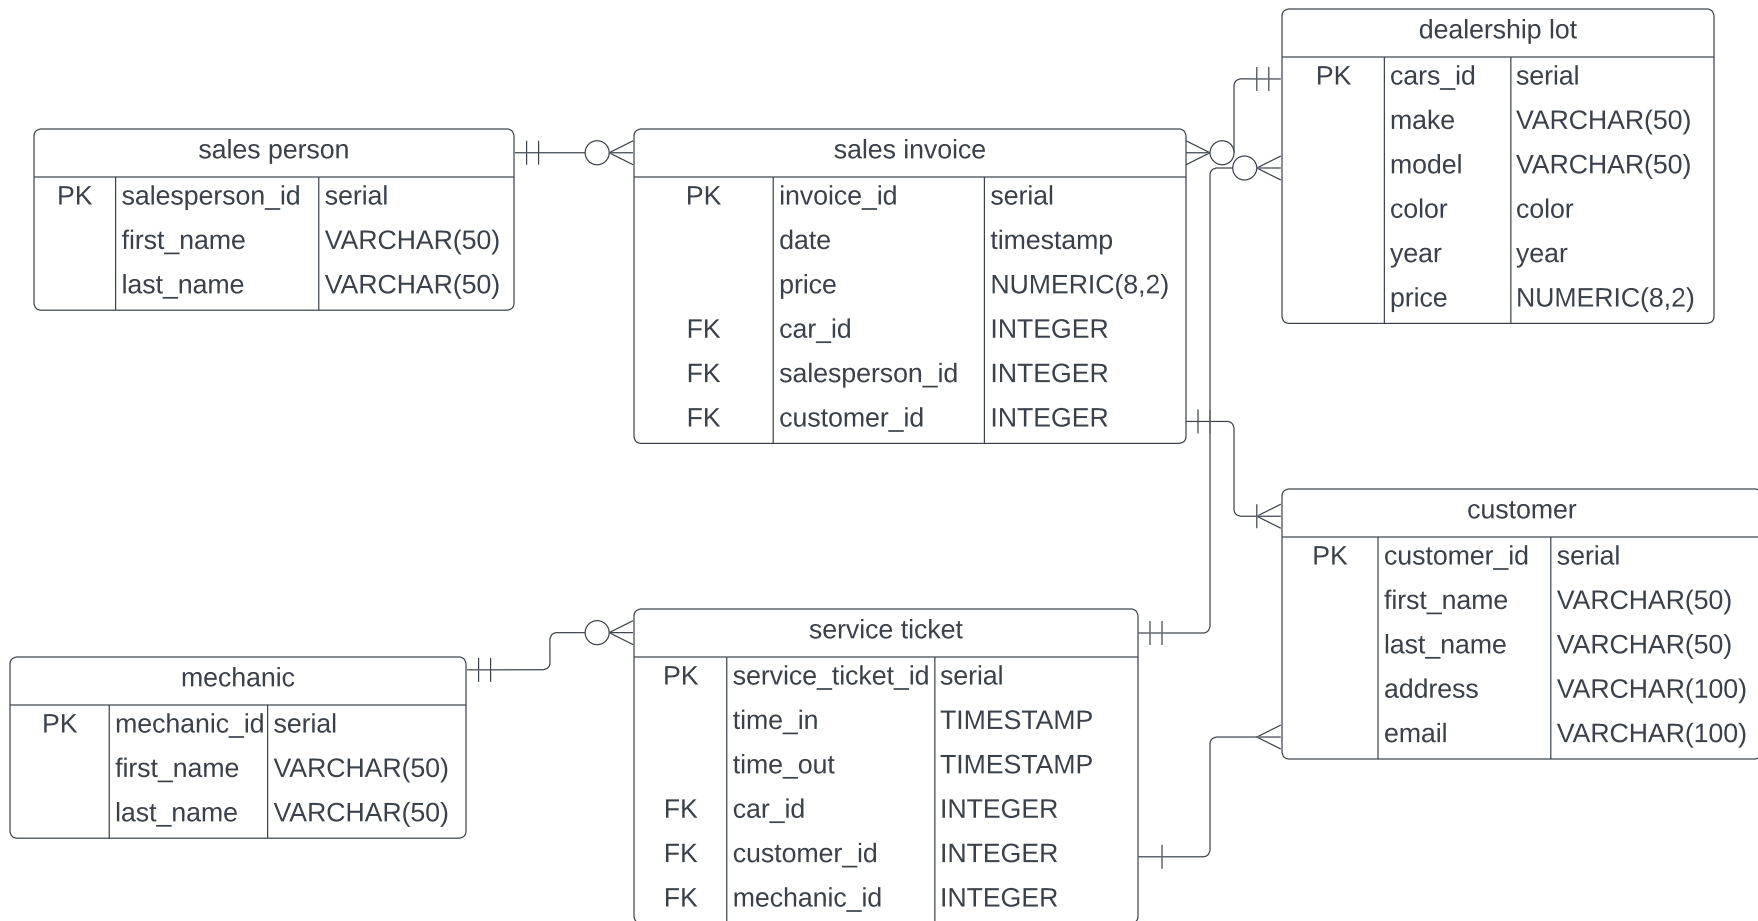 dealership lot
PK cars_id serial
make VARCHAR(50)
model VARCHAR(50)
color color
year year
price NUMERIC(8,2)
sales person
PK salesperson_id serial
first_name VARCHAR(50)
last_name VARCHAR(50)
sales invoice
PK invoice_id serial
date timestamp
price NUMERIC(8,2)
FK car_id INTEGER
FK salesperson_id INTEGER
FK customer_id INTEGER
customer
PK customer_id serial
first_name VARCHAR(50)
last_name VARCHAR(50)
address VARCHAR(100)
email VARCHAR(100)
mechanic
PK mechanic_id serial
first_name VARCHAR(50)
last_name VARCHAR(50)
service ticket
PK service_ticket_id serial
time_in TIMESTAMP
time_out TIMESTAMP
FK car_id INTEGER
FK customer_id INTEGER
FK mechanic_id INTEGER